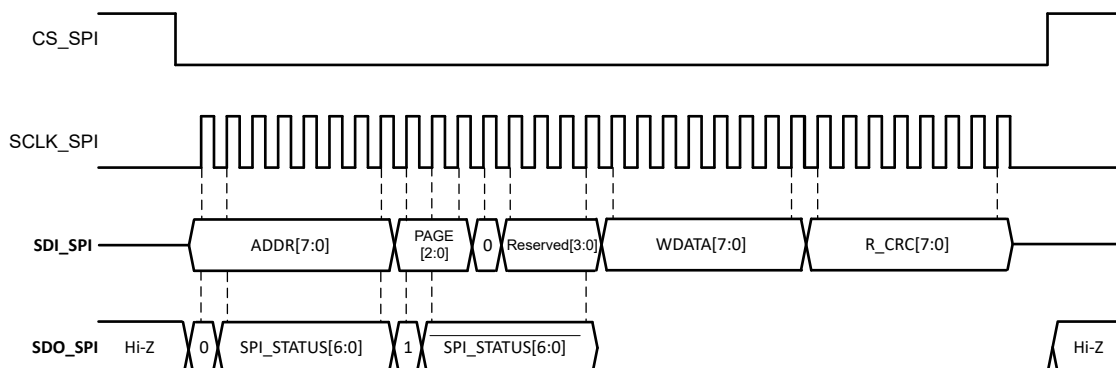 CS_SPI
SCLK_SPI
SDI_SPI ADDR[7:0] PAGE [2:0] 0 Reserved[3:0] WDATA[7:0] R_CRC[7:0]
SDO_SPI Hi-Z 0 SPI_STATUS[6:0] 1 SPI_STATUS[6:0] Hi-Z